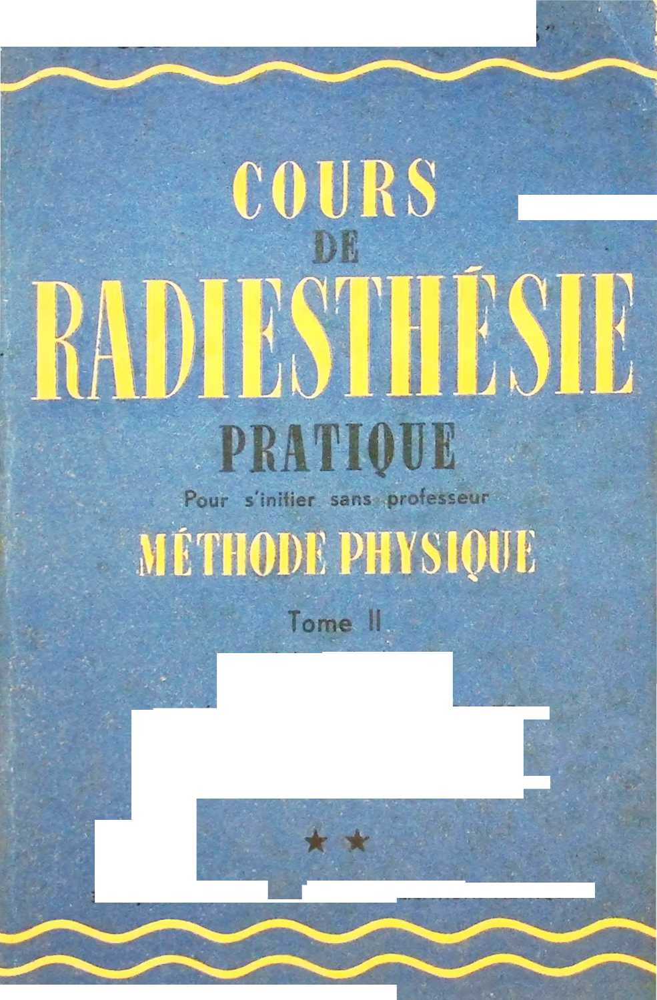 COURS
DE
RADIESTHÉSIE
PRATIQUE
Pour s'initier sans professeur
MÉTHODE PHYSIQUE
Tome II